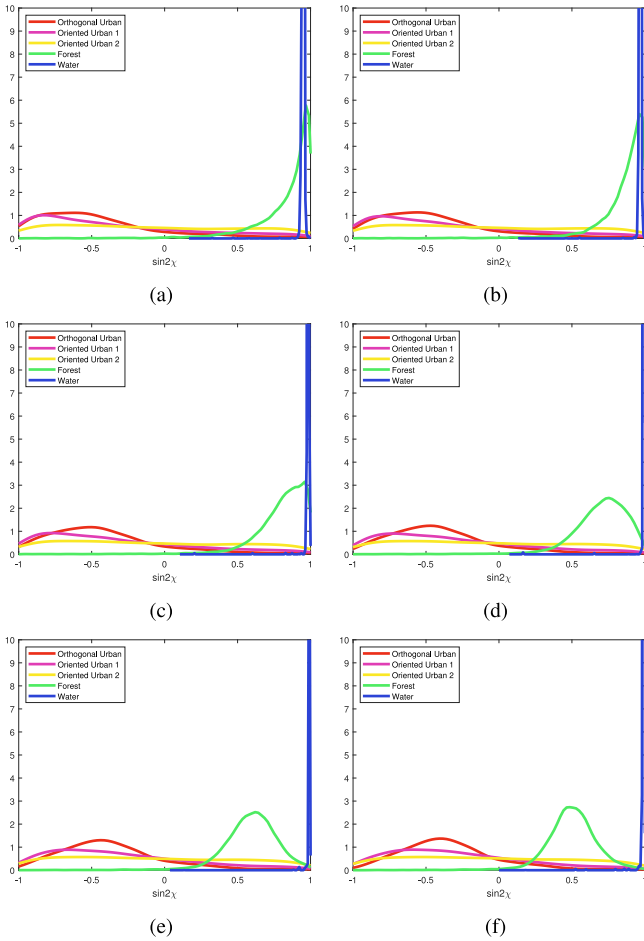 10
9
8
7
6
5
4
3
2
1
0
Orthogonal Urban
Oriented Urban 1
Oriented Urban 2
Forest
Water
-1 -0.5 0 0.5 1
sin2χ
(a)
10
9
8
7
6
5
4
3
2
1
0
Orthogonal Urban
Oriented Urban 1
Oriented Urban 2
Forest
Water
-1 -0.5 0 0.5 1
sin2χ
(b)
10
9
8
7
6
5
4
3
2
1
0
Orthogonal Urban
Oriented Urban 1
Oriented Urban 2
Forest
Water
-1 -0.5 0 0.5 1
sin2χ
(c)
10
9
8
7
6
5
4
3
2
1
0
Orthogonal Urban
Oriented Urban 1
Oriented Urban 2
Forest
Water
-1 -0.5 0 0.5 1
sin2χ
(d)
10
9
8
7
6
5
4
3
2
1
0
Orthogonal Urban
Oriented Urban 1
Oriented Urban 2
Forest
Water
-1 -0.5 0 0.5 1
sin2χ
(e)
10
9
8
7
6
5
4
3
2
1
0
Orthogonal Urban
Oriented Urban 1
Oriented Urban 2
Forest
Water
-1 -0.5 0 0.5 1
sin2χ
(f)